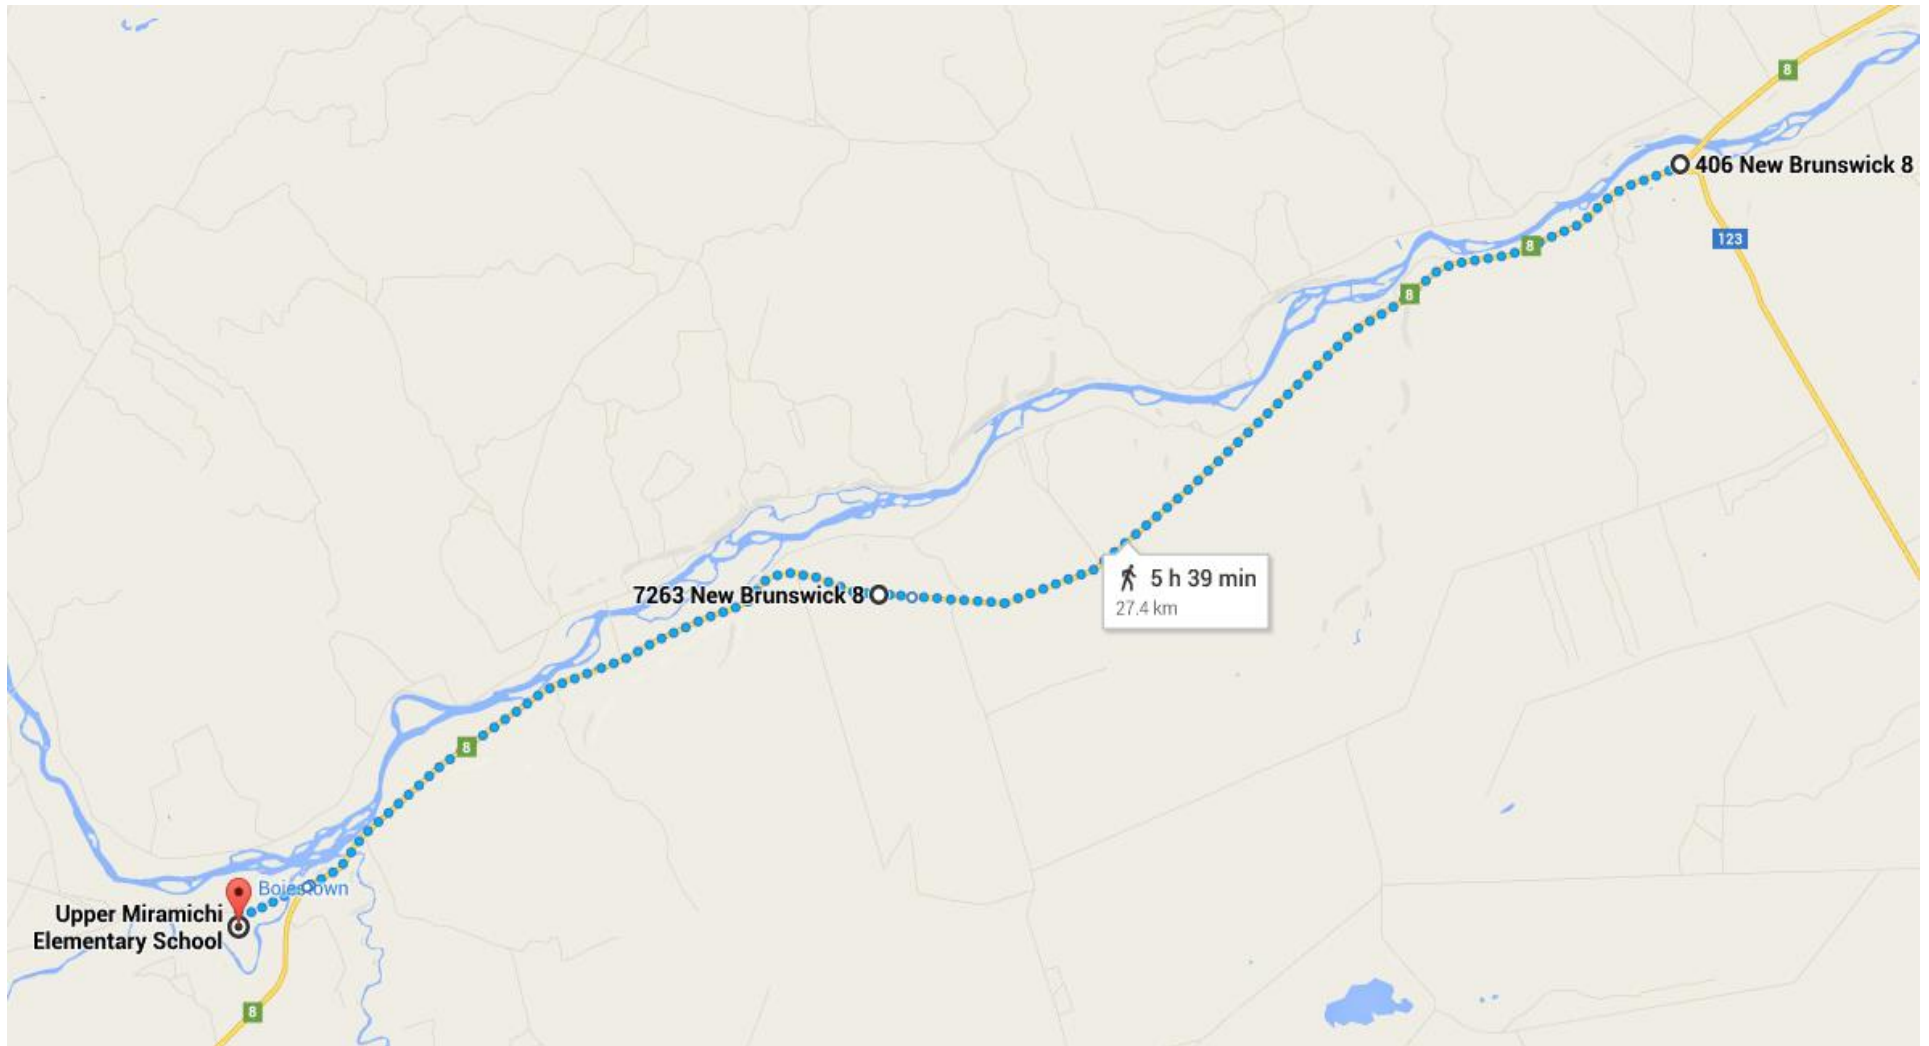 8
406 New Brunswick 8
123
8
8
5 h 39 min
27.4 km
7263 New Brunswick 8
8
Boiestown
Upper Miramichi
Elementary School
8